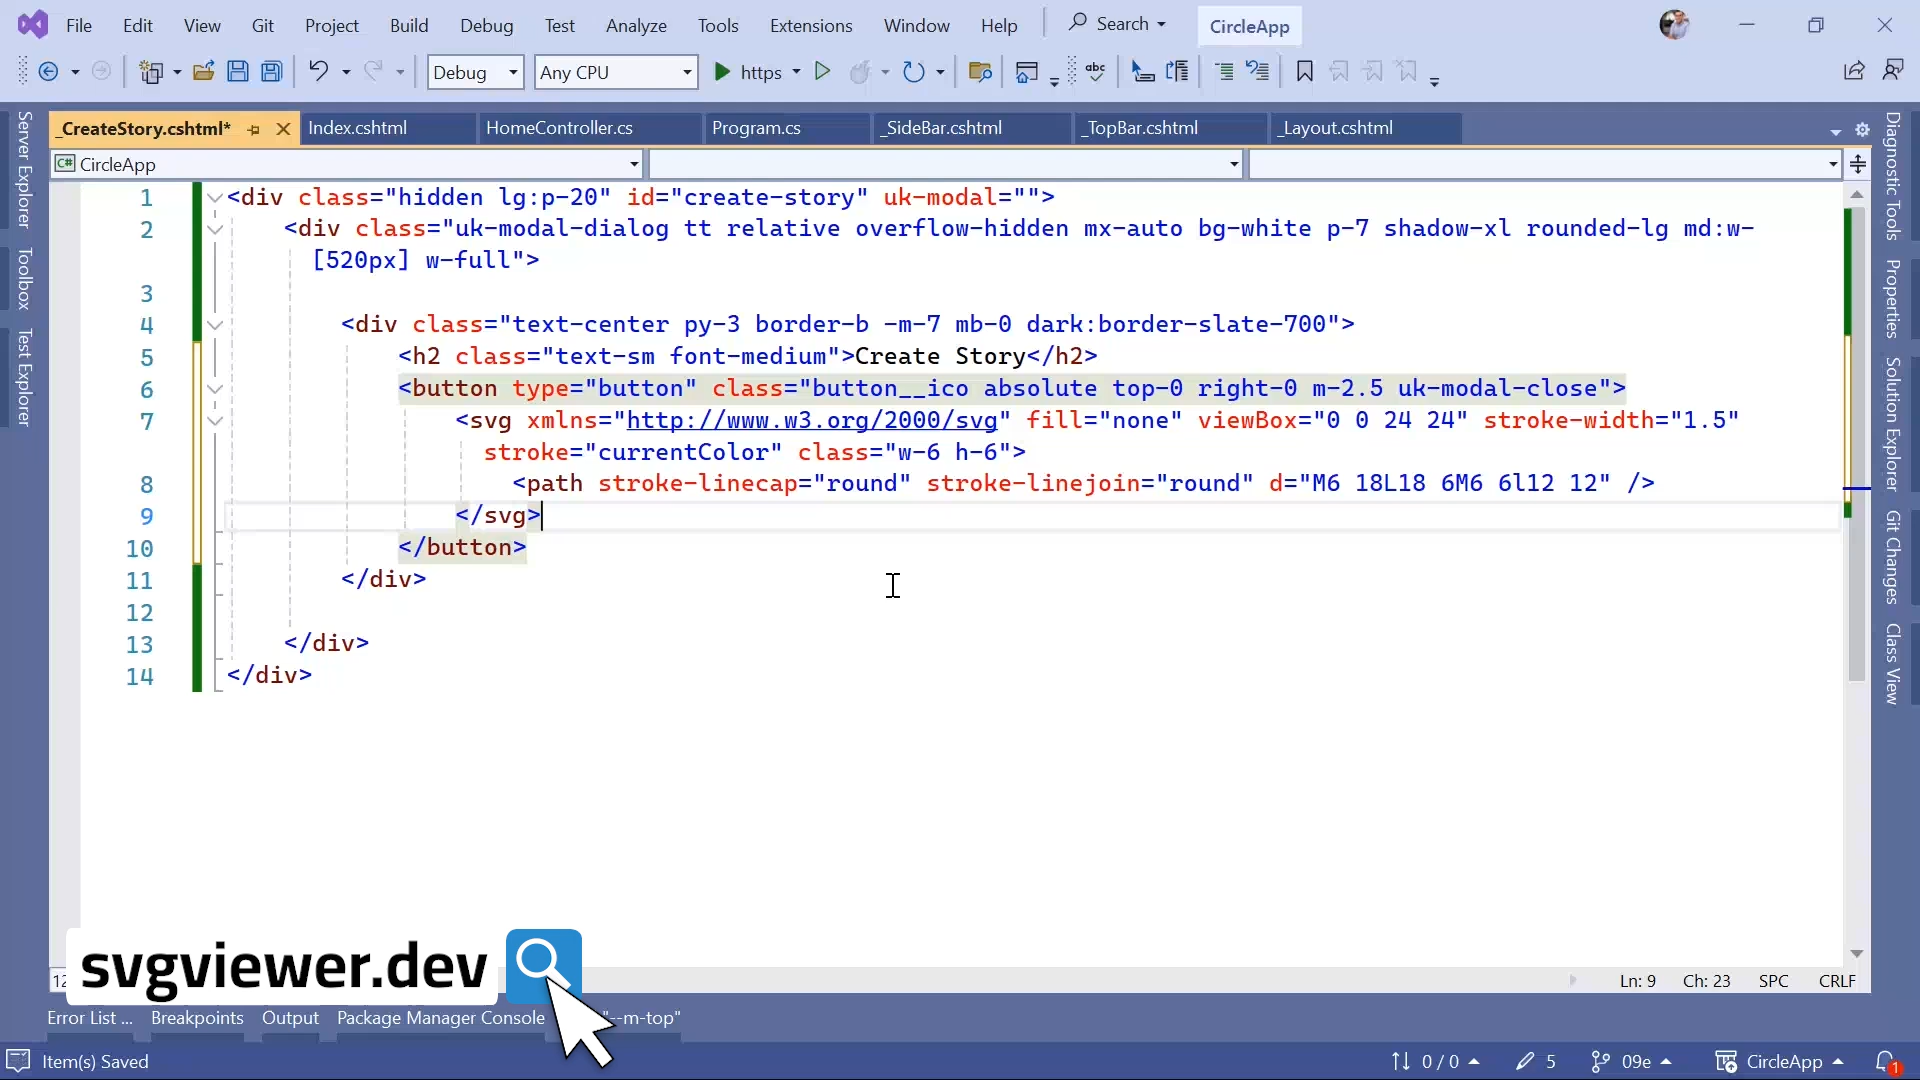 File Edit View Git Project Build Debug Test Analyze Tools Extensions Window Help Search CircleApp
Debug Any CPU https abc
_CreateStory.cshtml* Index.cshtml HomeController.cs Program.cs _SideBar.cshtml _TopBar.cshtml _Layout.cshtml
C# CircleApp
Server Explorer
Toolbox
Test Explorer
1 <div class="hidden lg:p-20" id="create-story" uk-modal="">
2 <div class="uk-modal-dialog tt relative overflow-hidden mx-auto bg-white p-7 shadow-xl rounded-lg md:w-
[520px] w-full">
3
4 <div class="text-center py-3 border-b -m-7 mb-0 dark:border-slate-700">
5 <h2 class="text-sm font-medium">Create Story</h2>
6 <button type="button" class="button__ico absolute top-0 right-0 m-2.5 uk-modal-close">
7 <svg xmlns="http://www.w3.org/2000/svg" fill="none" viewBox="0 0 24 24" stroke-width="1.5"
stroke="currentColor" class="w-6 h-6">
8 <path stroke-linecap="round" stroke-linejoin="round" d="M6 18L18 6M6 6l12 12" />
9 </svg>
10 </button>
11 </div>
12
13 </div>
14 </div>
Diagnostic Tools
Properties
Solution Explorer
Git Changes
Class View
svgviewer.dev
Ln: 9 Ch: 23 SPC CRLF
Error List ... Breakpoints Output Package Manager Console "--m-top"
Item(s) Saved 0 / 0 5 09e CircleApp 1